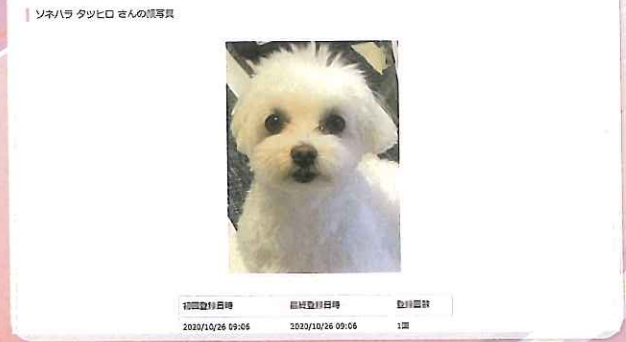 ソネハラ タツヒロ さんの顔写真
初回登録日時 最終登録日時 登録回数
2020/10/26 09:06 2020/10/26 09:06 1回